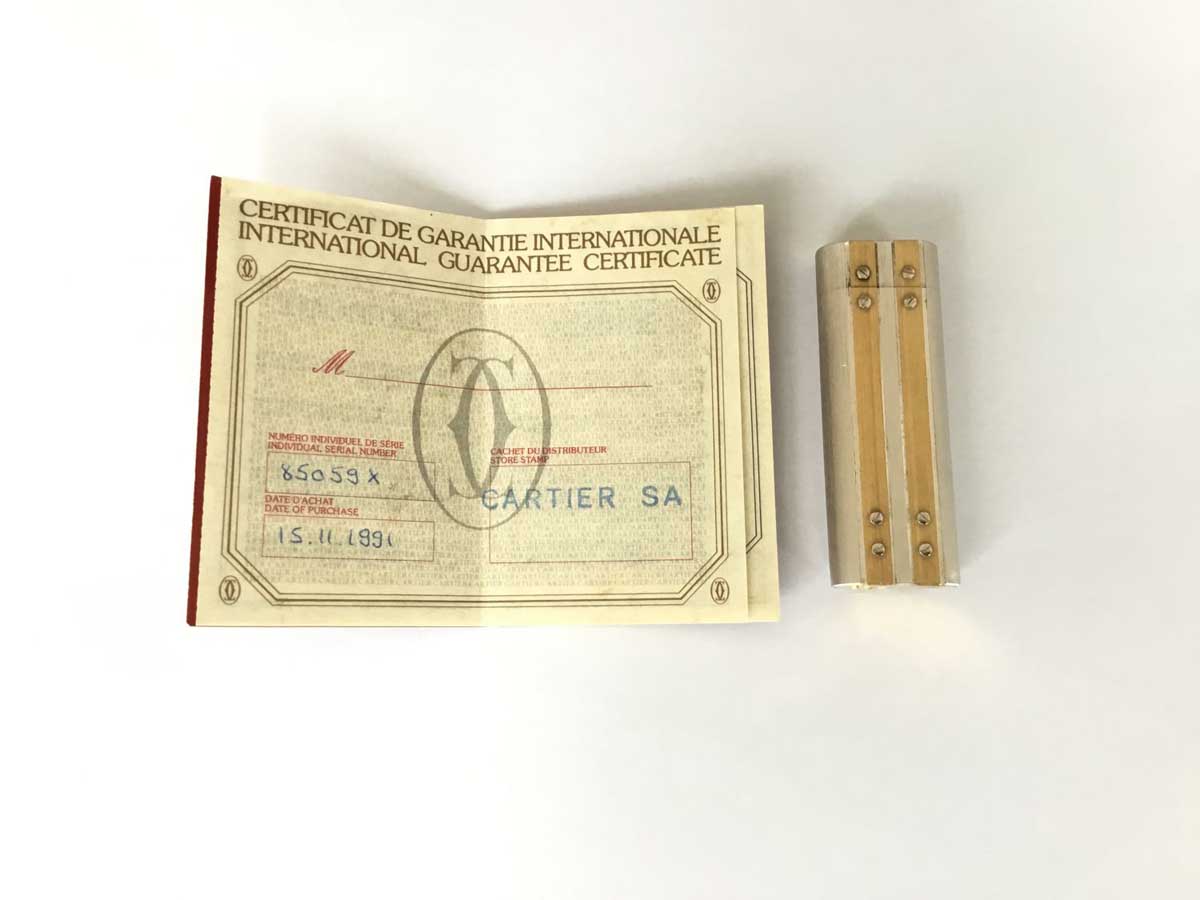 CERTIFICAT DE GARANTIE INTERNATIONALE
INTERNATIONAL GUARANTEE CERTIFICATE
M
NUMÉRO INDIVIDUEL DE SÉRIE
INDIVIDUAL SERIAL NUMBER
85059X
DATE D'ACHAT
DATE OF PURCHASE
15.11.1991
CACHET DU DISTRIBUTEUR
STORE STAMP
CARTIER SA